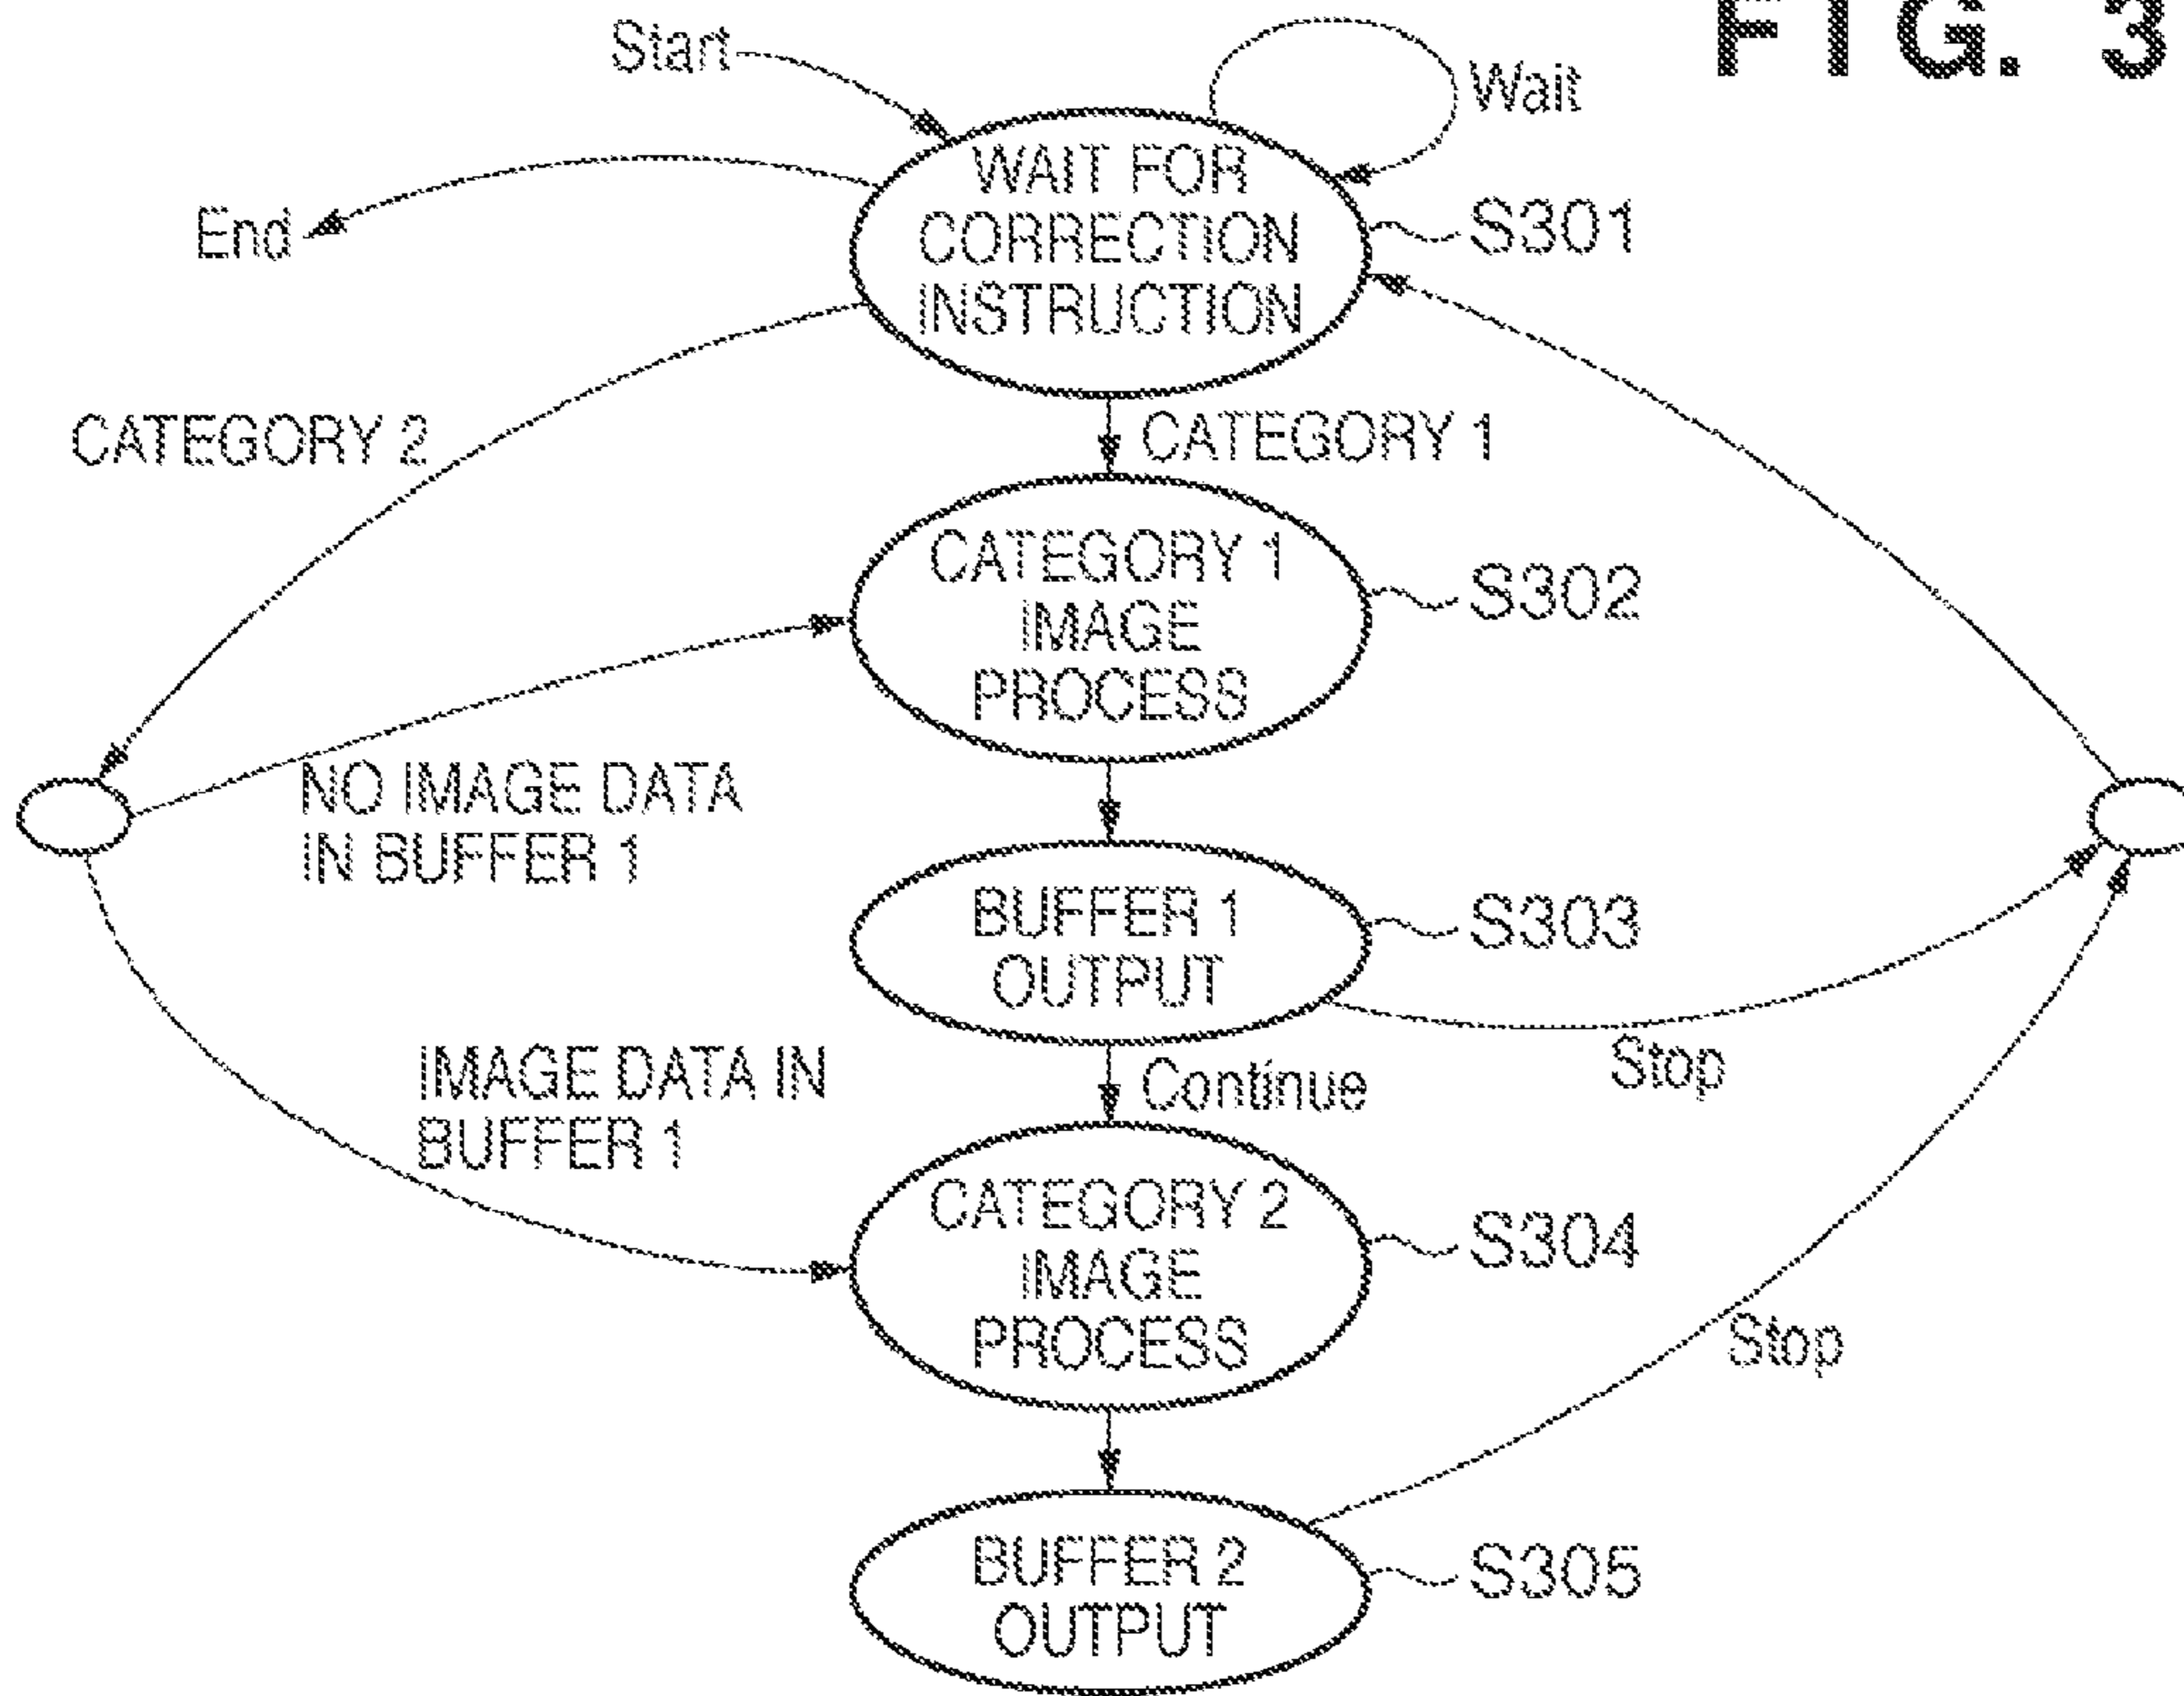 FIG. 3
Start
Wait
WAIT FOR
CORRECTION
INSTRUCTION
S301
End
CATEGORY 2
CATEGORY 1
CATEGORY 1
IMAGE
PROCESS
S302
NO IMAGE DATA
IN BUFFER 1
BUFFER 1
OUTPUT
S303
Stop
Continue
IMAGE DATA IN
BUFFER 1
CATEGORY 2
IMAGE
PROCESS
S304
Stop
BUFFER 2
OUTPUT
S305